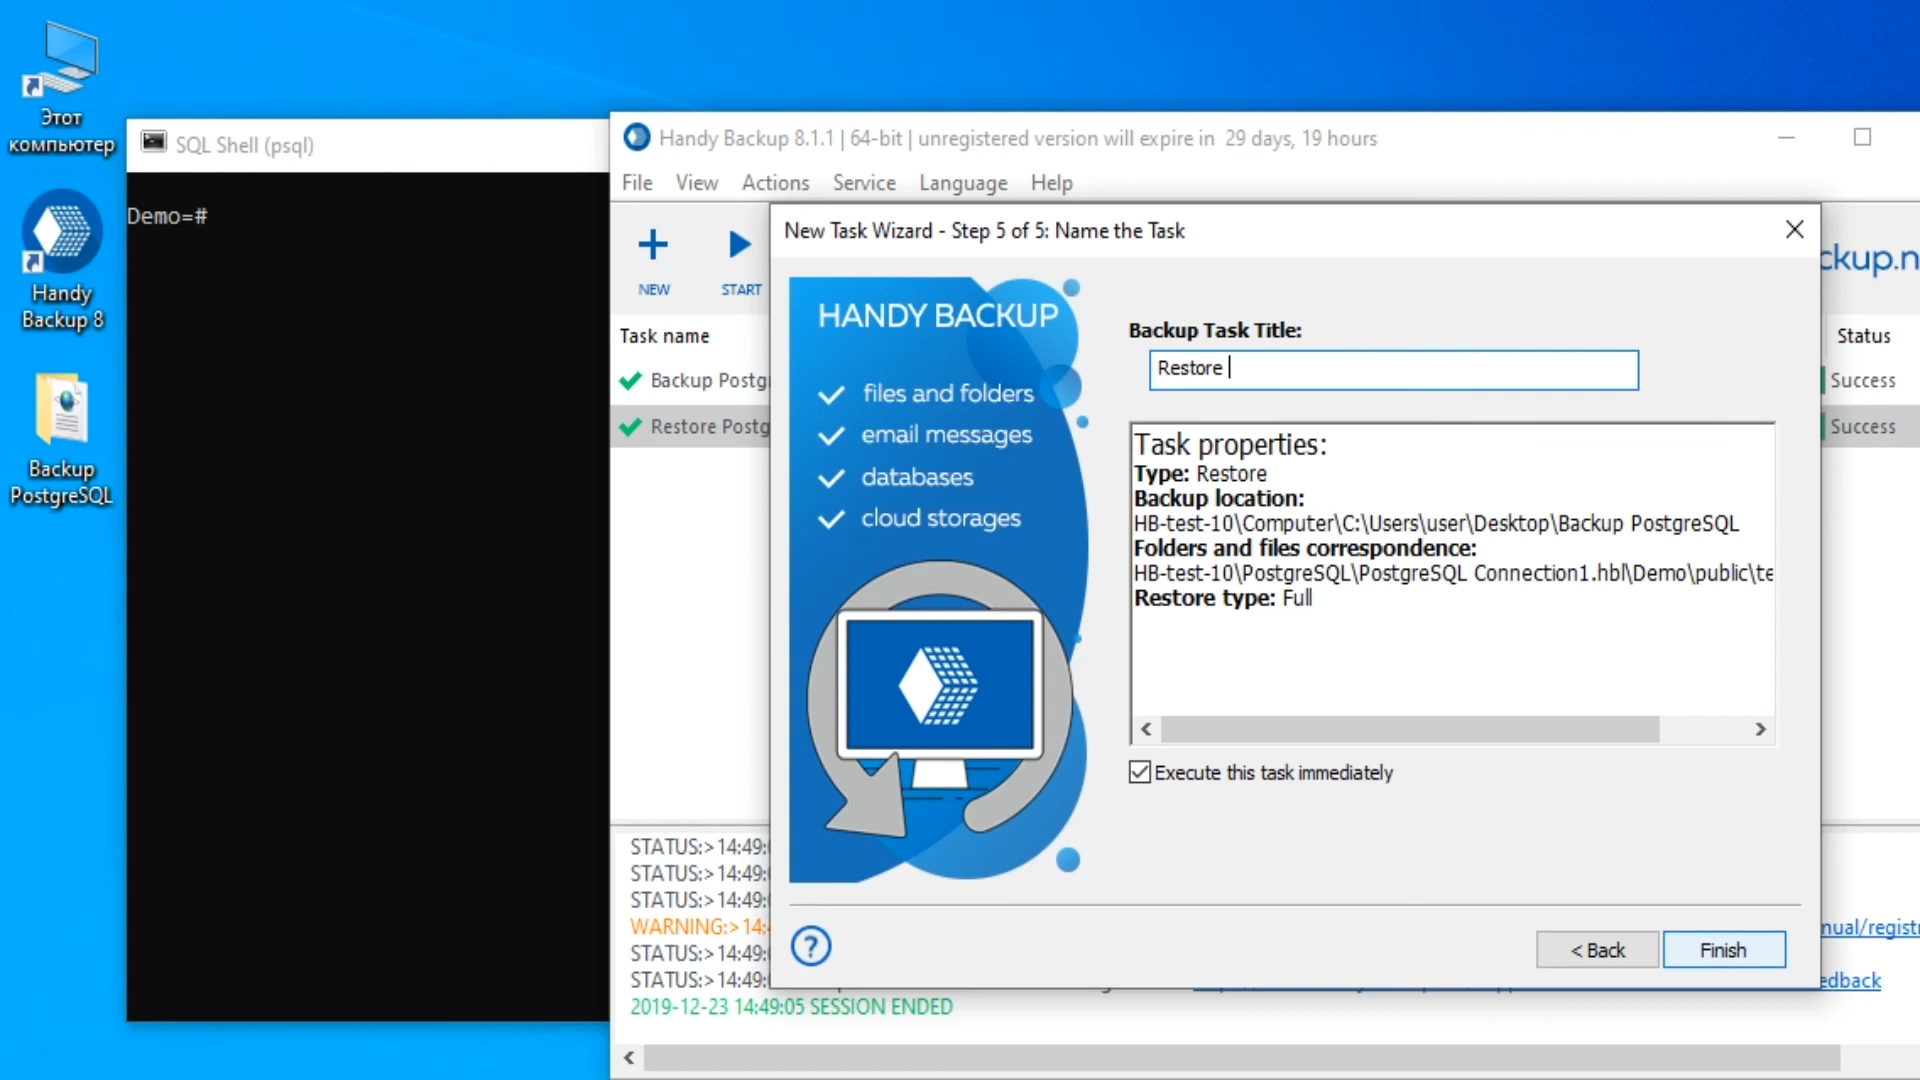 Этот
компьютер
Handy
Backup 8
Backup
PostgreSQL
SQL Shell (psql)
Demo=#
Handy Backup 8.1.1 | 64-bit | unregistered version will expire in 29 days, 19 hours
File View Actions Service Language Help
NEW START
ckup.n
Task name
Status
Backup Postg
Success
Restore Postg
Success
New Task Wizard - Step 5 of 5: Name the Task
HANDY BACKUP
files and folders
email messages
databases
cloud storages
Backup Task Title:
Restore
Task properties:
Type: Restore
Backup location:
HB-test-10\Computer\C:\Users\user\Desktop\Backup PostgreSQL
Folders and files correspondence:
HB-test-10\PostgreSQL\PostgreSQL Connection1.hbl\Demo\public\te
Restore type: Full
Execute this task immediately
?
< Back Finish
STATUS:> 14:49:
STATUS:> 14:49:
STATUS:> 14:49:
WARNING:> 14:
nual/registr
STATUS:> 14:49:
STATUS:> 14:49:
edback
2019-12-23 14:49:05 SESSION ENDED